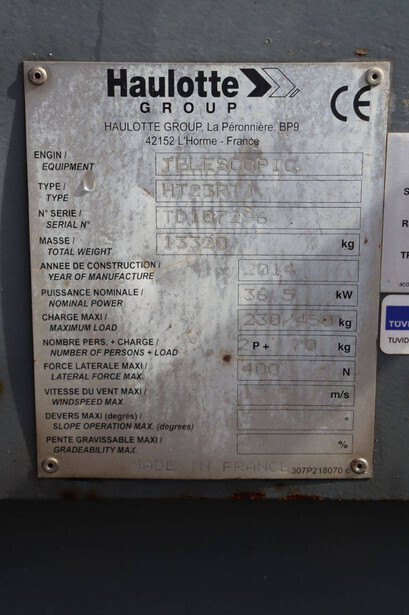 Haulotte
GROUP
CE
HAULOTTE GROUP, La Péronnière, BP9
42152 L'Horme - France
ENGIN /
EQUIPMENT
TELESCOPIC
TYPE /
TYPE
N° SERIE /
SERIAL N°
MASSE /
TOTAL WEIGHT
13320 kg
ANNEE DE CONSTRUCTION /
YEAR OF MANUFACTURE
2014
PUISSANCE NOMINALE /
NOMINAL POWER
36,5 kW
CHARGE MAXI /
MAXIMUM LOAD
230/450 kg
NOMBRE PERS. + CHARGE /
NUMBER OF PERSONS + LOAD
2 P + kg
FORCE LATERALE MAXI /
LATERAL FORCE MAX.
400 N
VITESSE DU VENT MAXI /
WINDSPEED MAX.
m/s
DEVERS MAXI (degrés) /
SLOPE OPERATION MAX. (degrees)
°
PENTE GRAVISSABLE MAXI /
GRADEABILITY MAX.
%
MADE IN FRANCE
307P218070 c
TÜV
TUVID